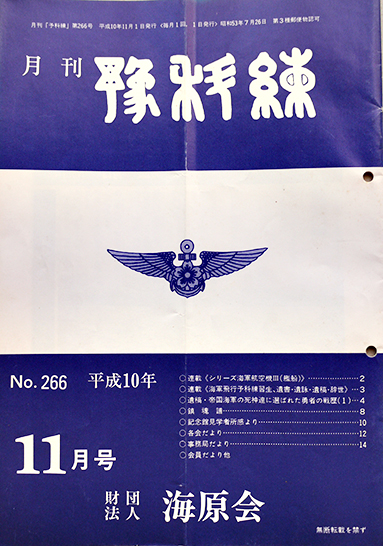 月刊「予科練」第266号 平成10年11月1日発行(毎月1回、1日発行)昭和53年7月26日 第3種郵便物認可
月刊 豫科練
No. 266 平成10年
11月号
○連載《シリーズ海軍航空機Ⅲ(艦船)》……………2
○連載《海軍飛行予科練習生、遺書・遺詠・遺稿・辞世》…3
○遺稿・帝国海軍の死神達に選ばれた勇者の戦歴(1)…4
○鎮魂譜……………8
○記念館見学者所感より……………10
○各会だより……………12
○事務局だより……………14
○会員だより他
財団法人 海原会
無断転載を禁ず